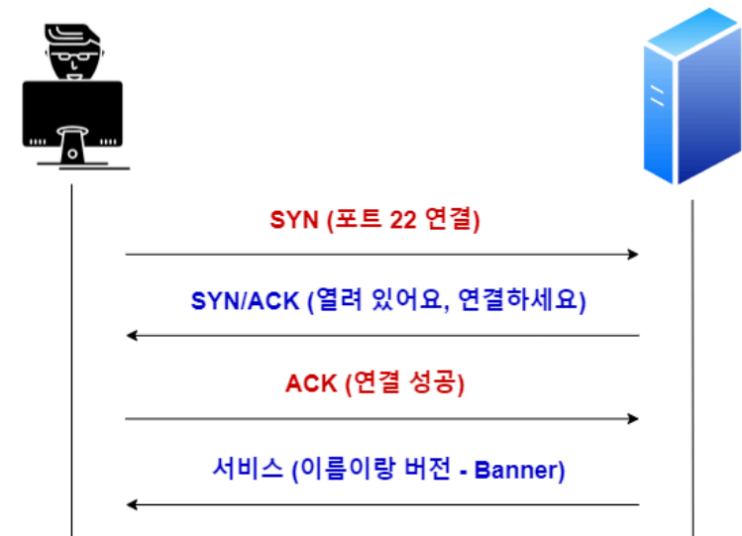 SYN (포트 22 연결)
SYN/ACK (열려 있어요, 연결하세요)
ACK (연결 성공)
서비스 (이름이랑 버전 - Banner)